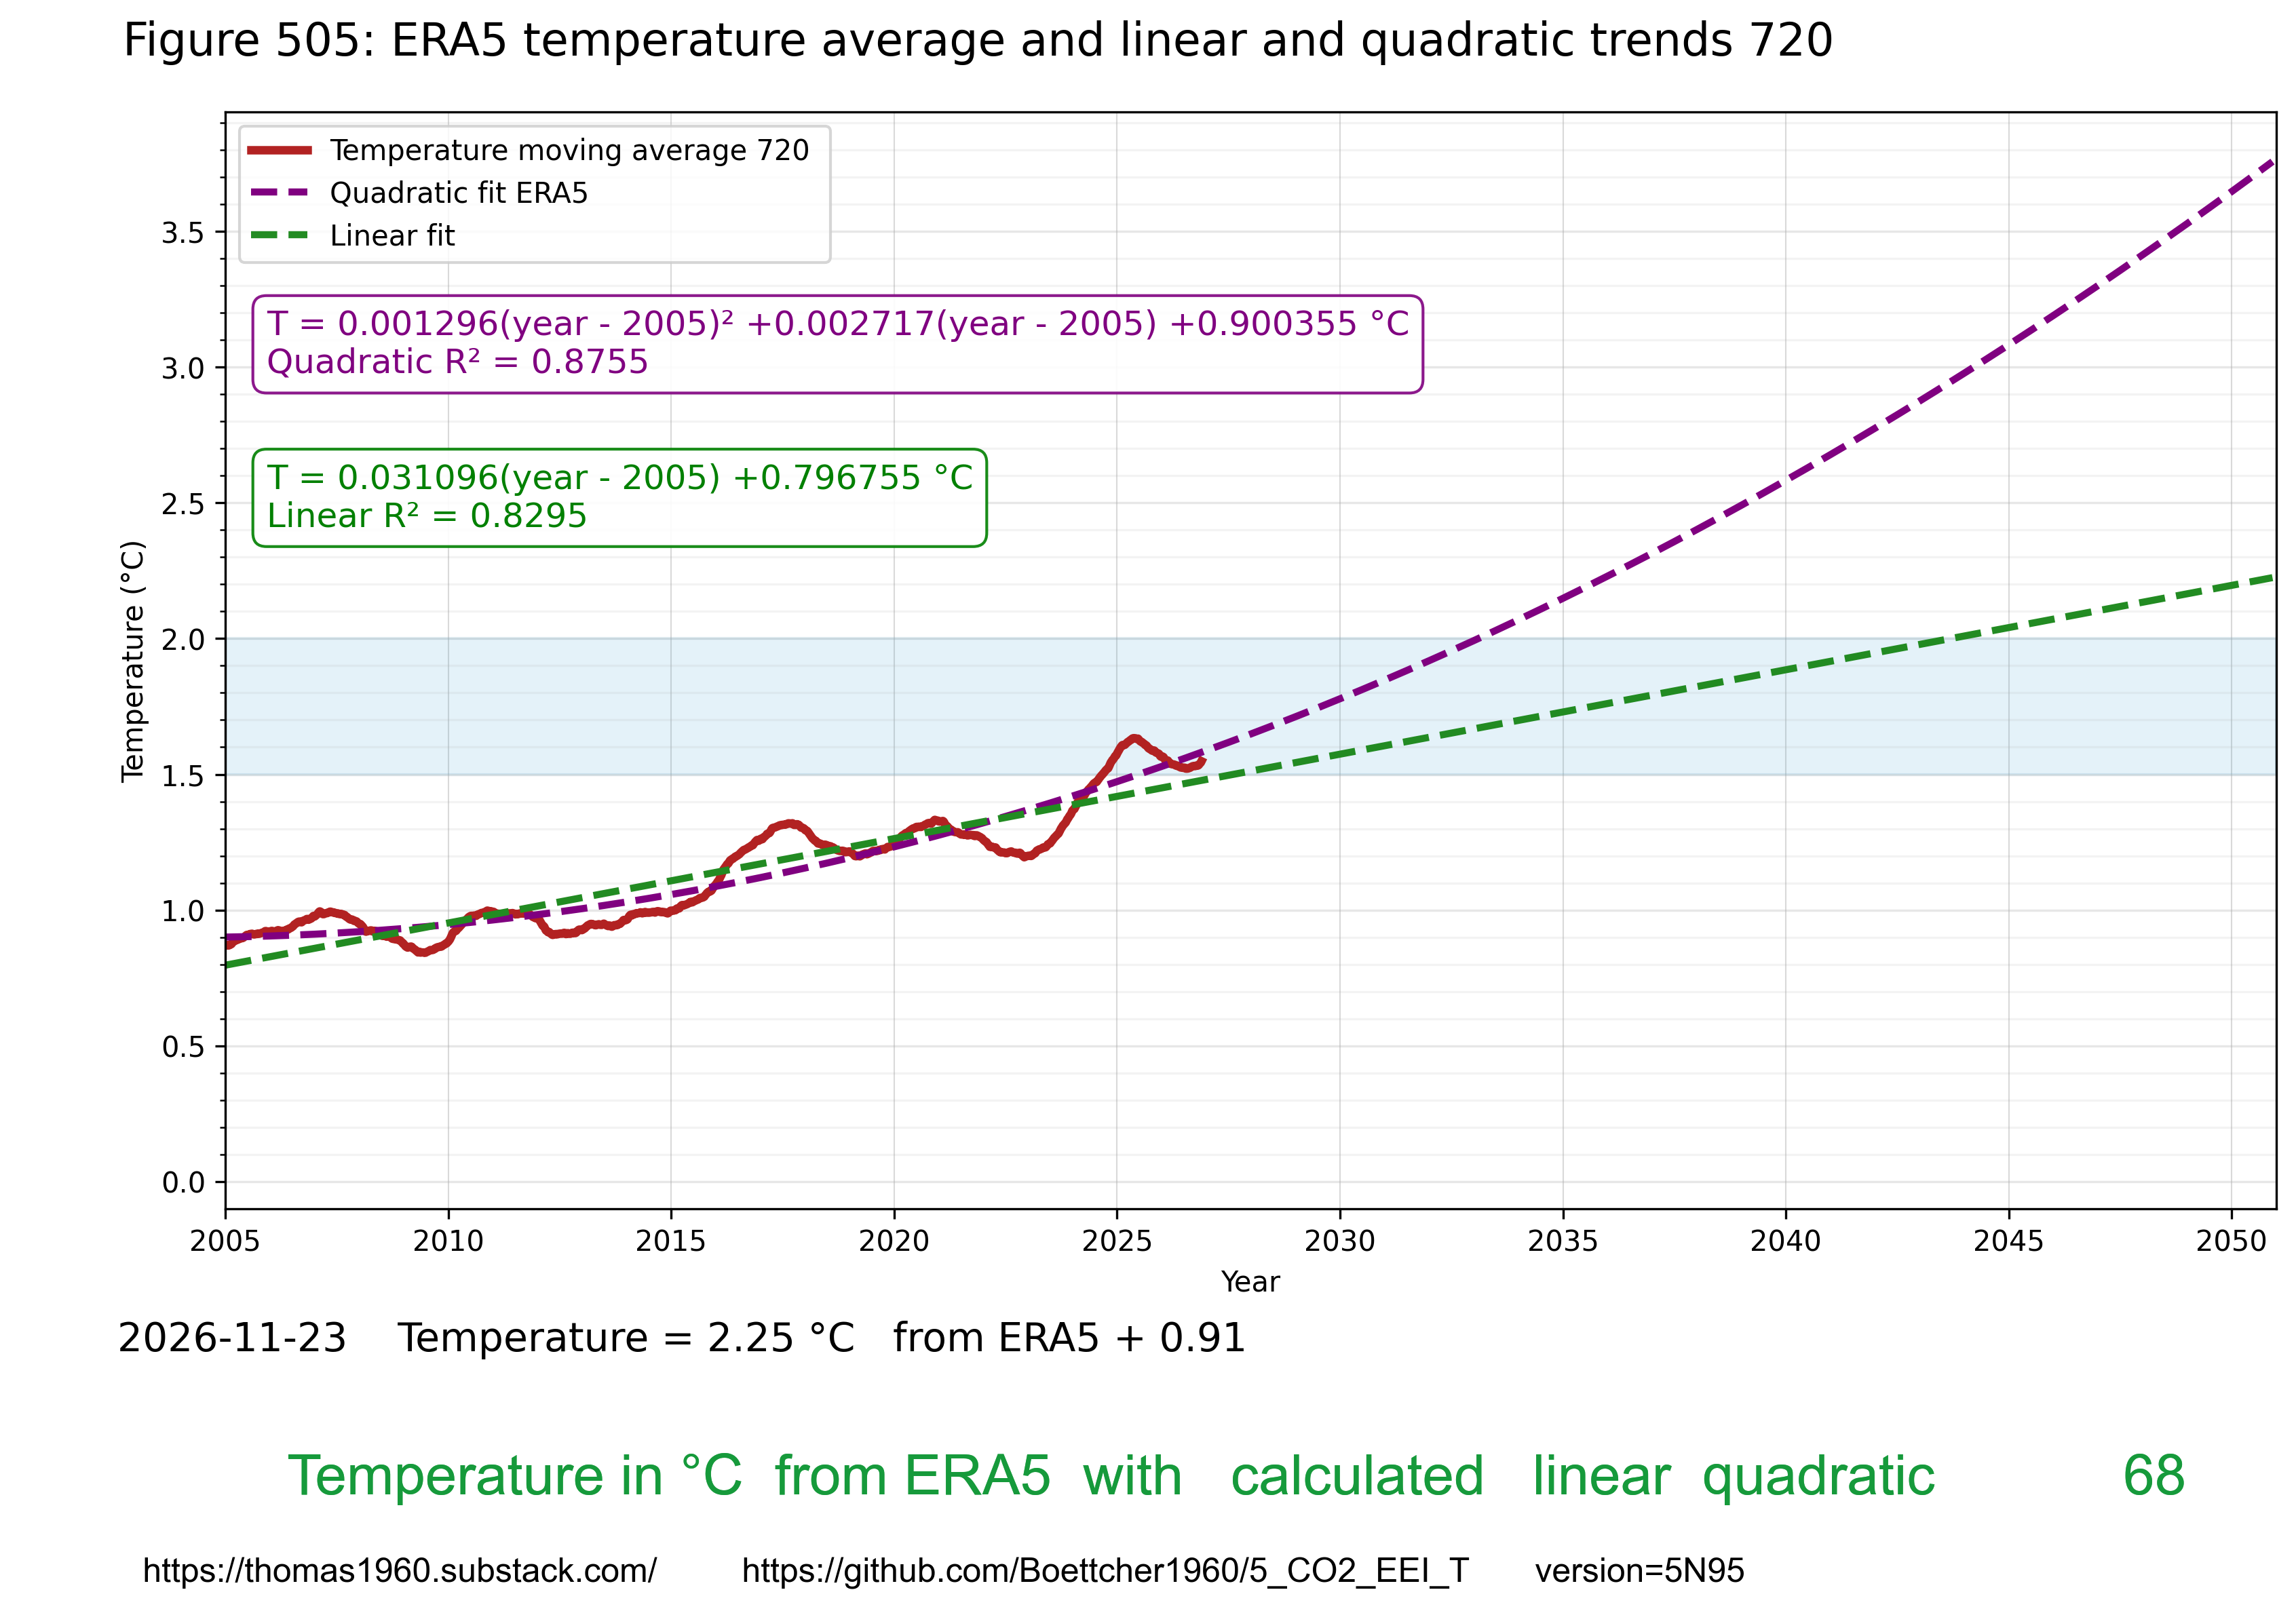 Figure 505: ERA5 temperature average and linear and quadratic trends 720
Temperature moving average 720
Quadratic fit ERA5
Linear fit
T = 0.001296(year - 2005)² +0.002717(year - 2005) +0.900355 °C
Quadratic R² = 0.8755
T = 0.031096(year - 2005) +0.796755 °C
Linear R² = 0.8295
Temperature (°C)
3.5
3.0
2.5
2.0
1.5
1.0
0.5
0.0
2005 2010 2015 2020 2025 2030 2035 2040 2045 2050
Year
2026-11-23 Temperature = 2.25 °C from ERA5 + 0.91
Temperature in °C from ERA5 with calculated linear quadratic 68
https://thomas1960.substack.com/ https://github.com/Boettcher1960/5_CO2_EEI_T version=5N95